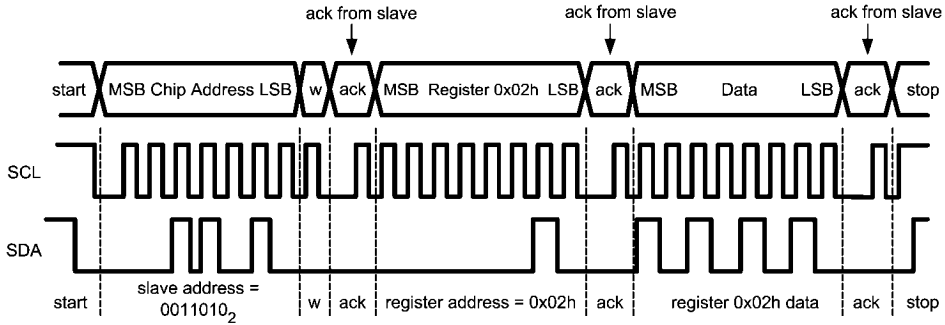 ack from slave ack from slave ack from slave
start MSB Chip Address LSB w ack MSB Register 0x02h LSB ack MSB Data LSB ack stop
SCL
SDA
start slave address = w ack register address = 0x02h ack register 0x02h data ack stop
0011010₂